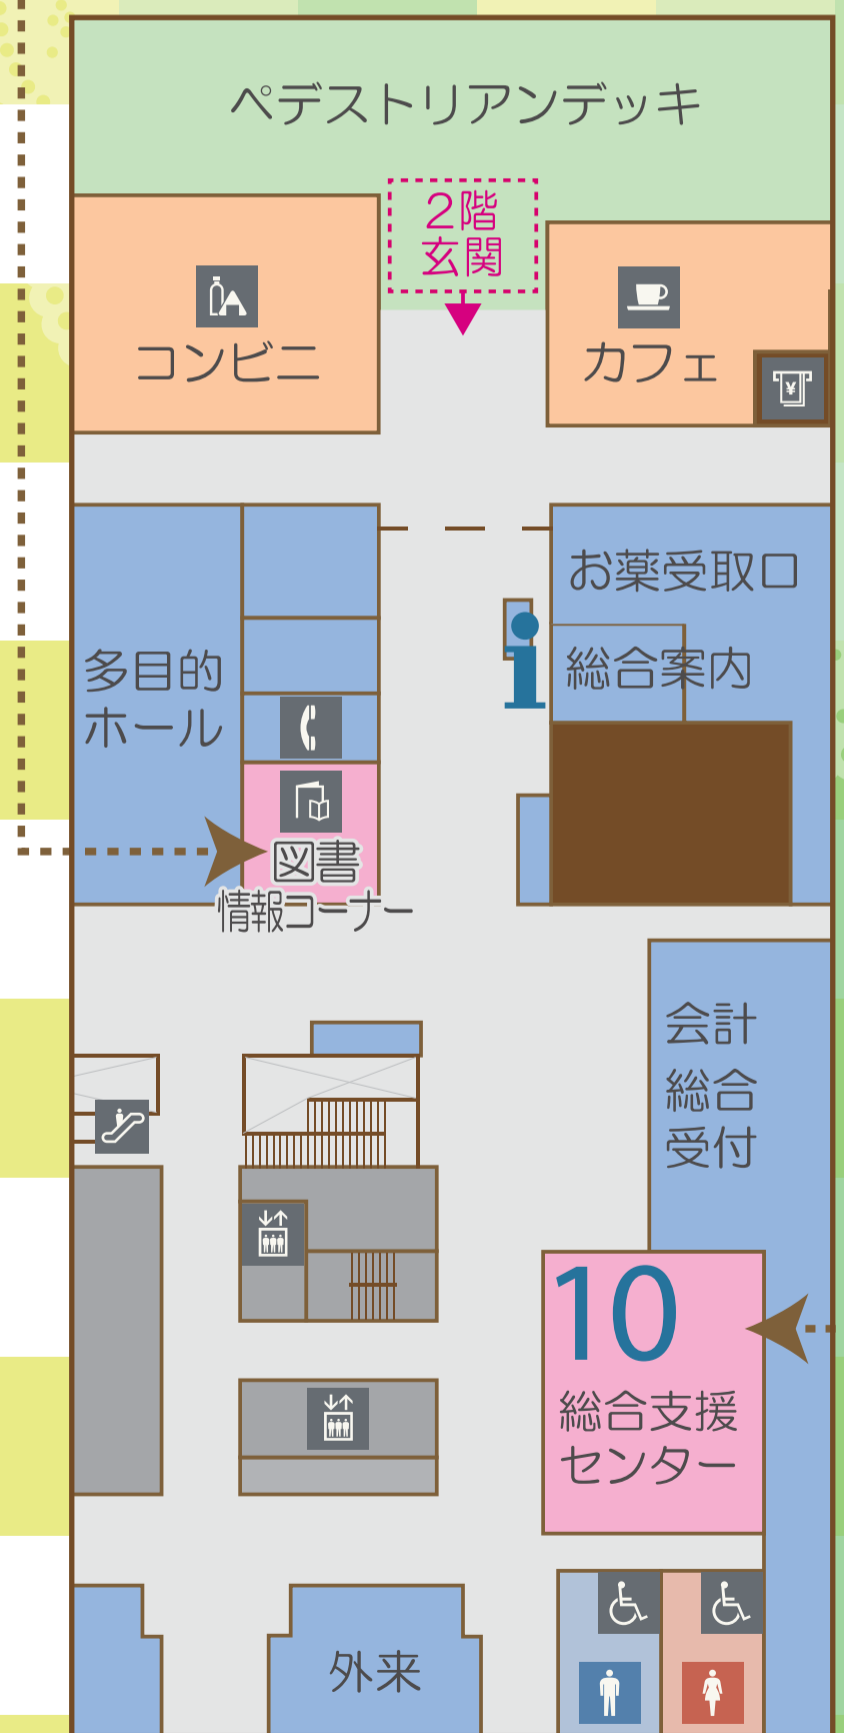 ペデストリアンデッキ
2階
玄関
コンビニ
カフェ
¥
お薬受取口
総合案内
多目的
ホール
図書
情報コーナー
会計
総合
受付
10
総合支援
センター
外来